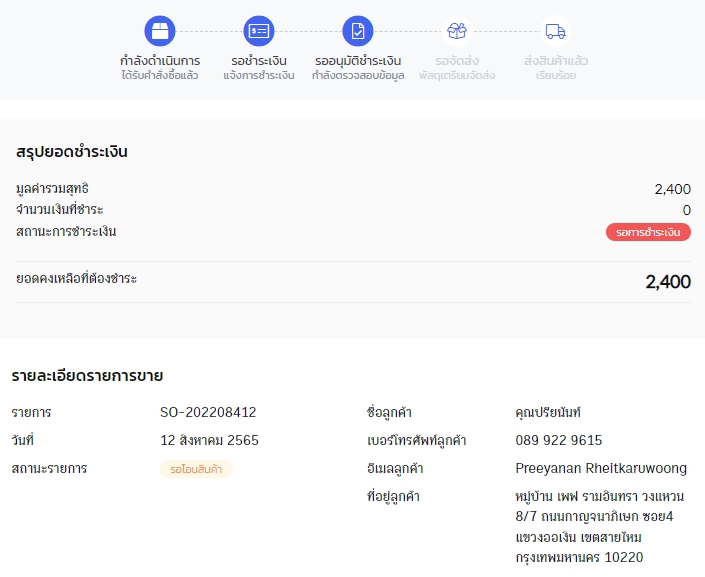 กำลังดำเนินการ รอชำระเงิน รออนุมัติชำระเงิน รอจัดส่ง ส่งสินค้าแล้ว
ได้รับคำสั่งซื้อแล้ว แจ้งการชำระเงิน กำลังตรวจสอบข้อมูล พัสดุเตรียมจัดส่ง เรียบร้อย
สรุปยอดชำระเงิน
มูลค่ารวมสุทธิ 2,400
จำนวนเงินที่ชำระ 0
สถานะการชำระเงิน รอการชำระเงิน
ยอดคงเหลือที่ต้องชำระ 2,400
รายละเอียดรายการขาย
รายการ SO-202208412 ชื่อลูกค้า คุณปรียนันท์
วันที่ 12 สิงหาคม 2565 เบอร์โทรศัพท์ลูกค้า 089 922 9615
สถานะรายการ รอโอนสินค้า อีเมลลูกค้า Preeyanan Rheitkaruwoong
ที่อยู่ลูกค้า หมู่บ้าน เพฟ รามอินทรา วงแหวน
8/7 ถนนกาญจนาภิเษก ซอย4
แขวงออเงิน เขตสายไหม
กรุงเทพมหานคร 10220